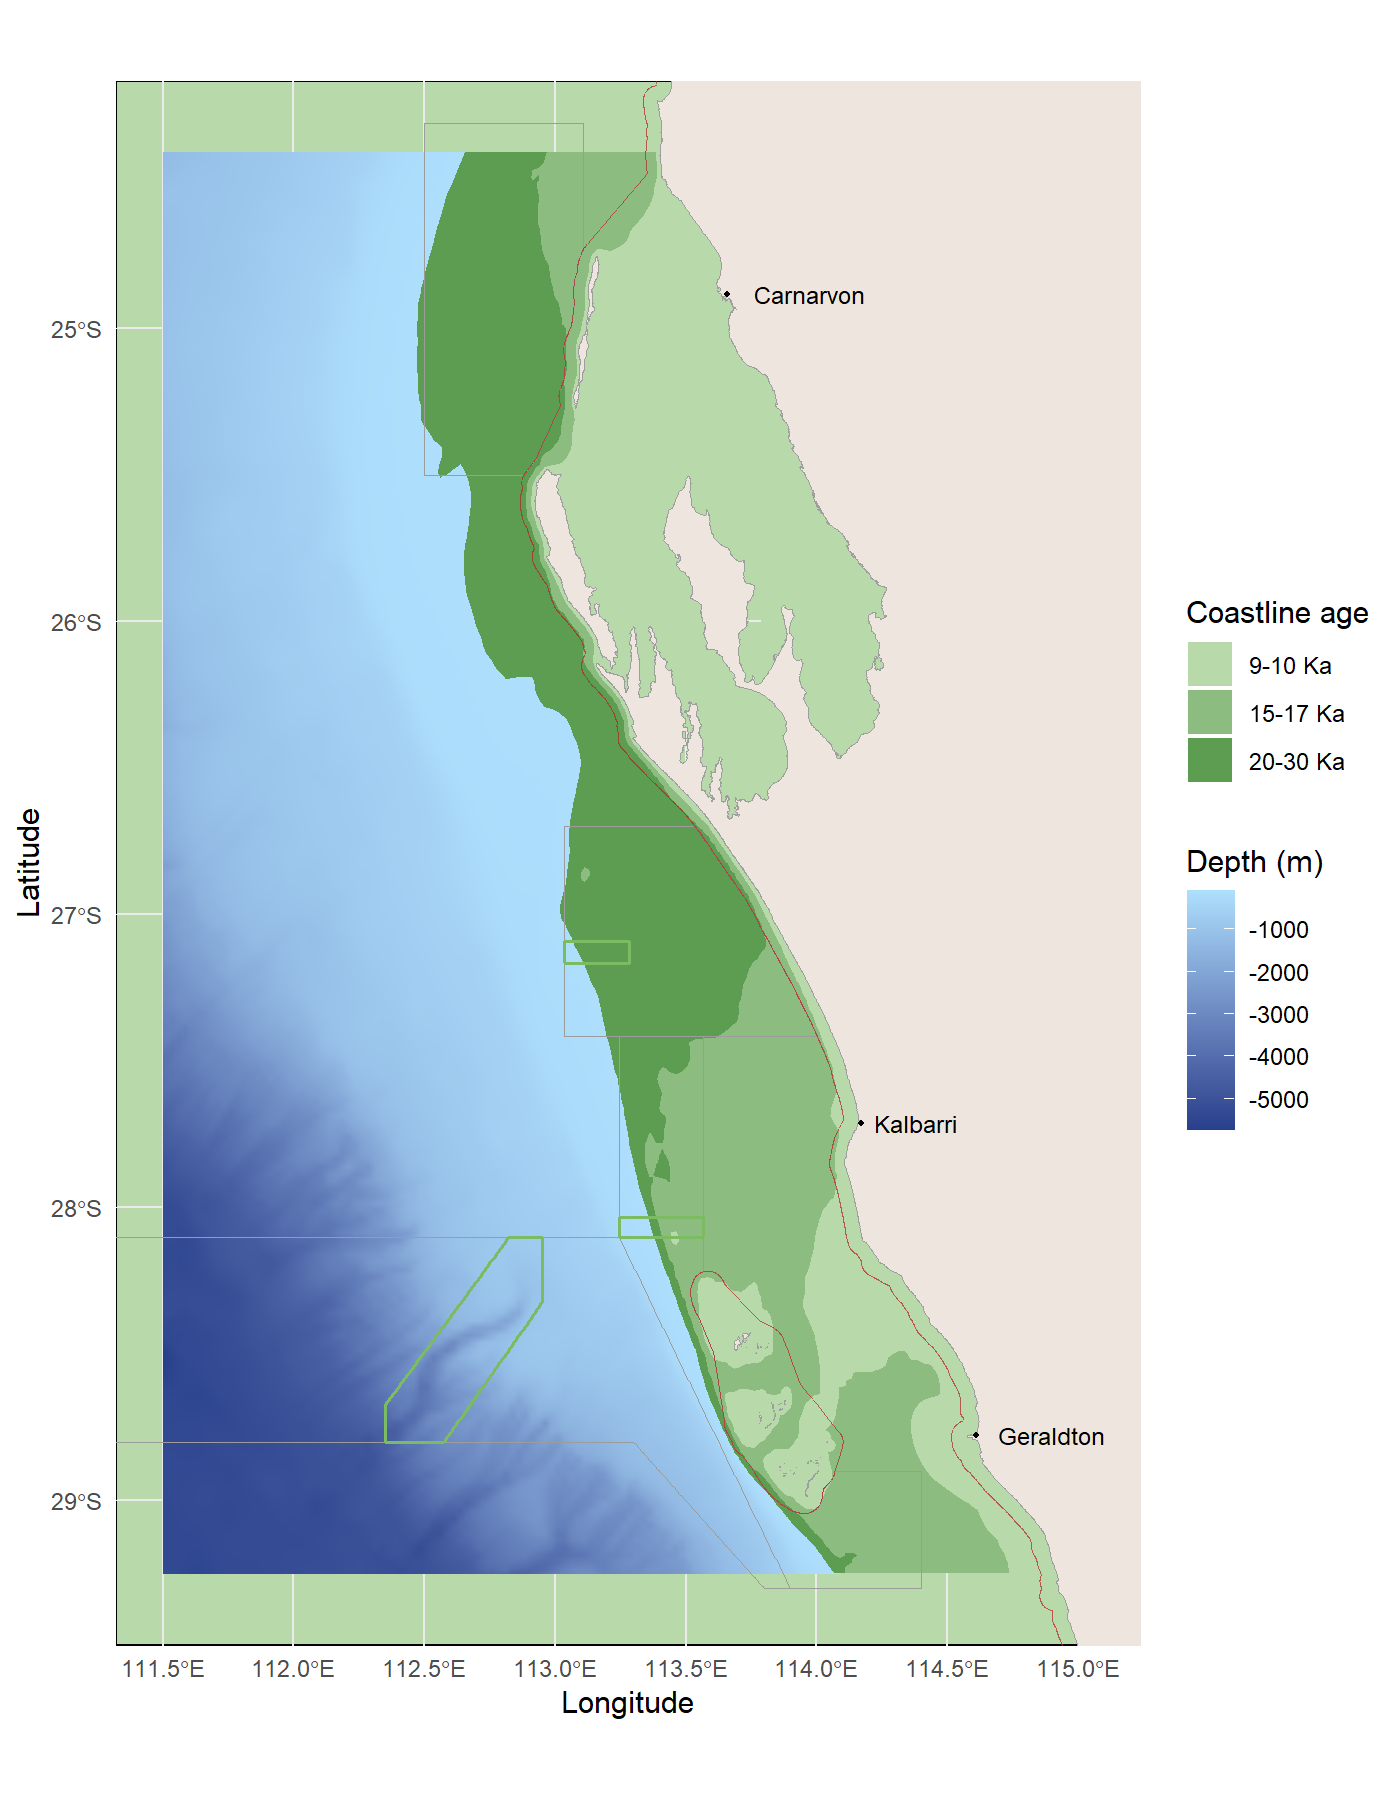 Carnarvon
Kalbarri
Geraldton
25°S
26°S
27°S
28°S
29°S
Latitude
111.5°E 112.0°E 112.5°E 113.0°E 113.5°E 114.0°E 114.5°E 115.0°E
Longitude
Coastline age
9-10 Ka
15-17 Ka
20-30 Ka
Depth (m)
-1000
-2000
-3000
-4000
-5000